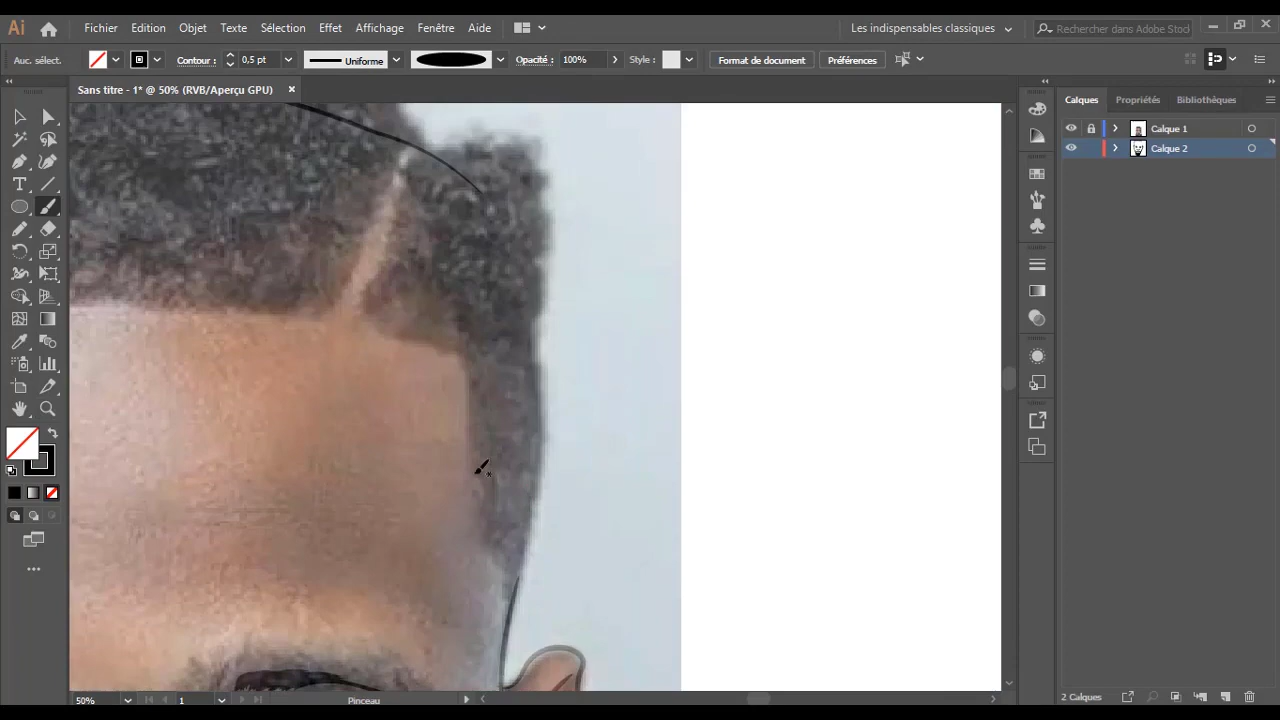 Ai Fichier Edition Objet Texte Sélection Effet Affichage Fenêtre Aide Les indispensables classiques Rechercher dans Adobe Stocl
Auc. sélect. Contour : 0,5 pt Uniforme Opacité : 100% Style : Format de document Préférences
Sans titre - 1* @ 50% (RVB/Aperçu GPU) ×
Calques Propriétés Bibliothèques
Calque 1
Calque 2
2 Calques
50% 1 Pinceau